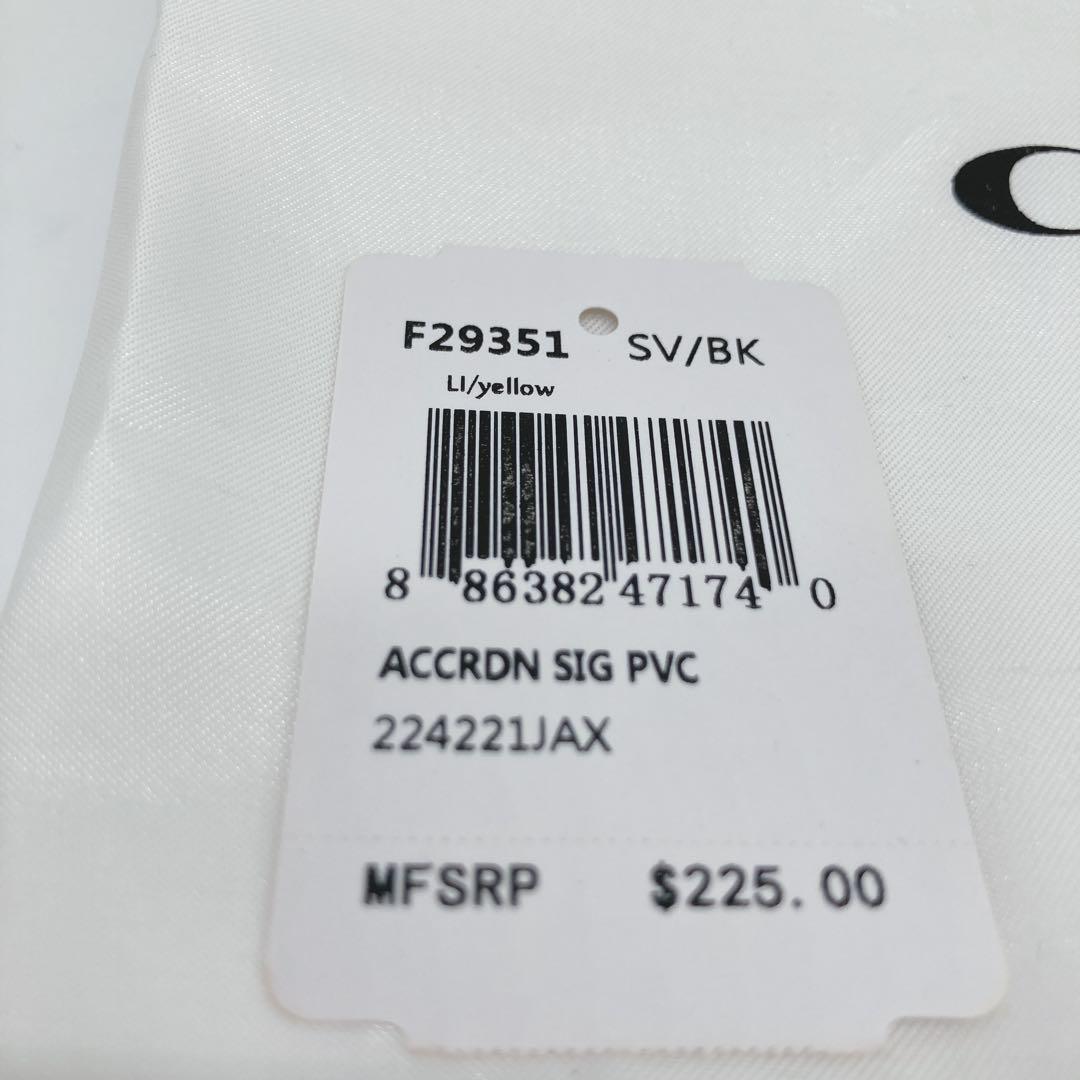 C
F29351 SV/BK
LI/yellow
8 86382 47174 0
ACCRDN SIG PVC
224221JAX
MFSRP $225.00